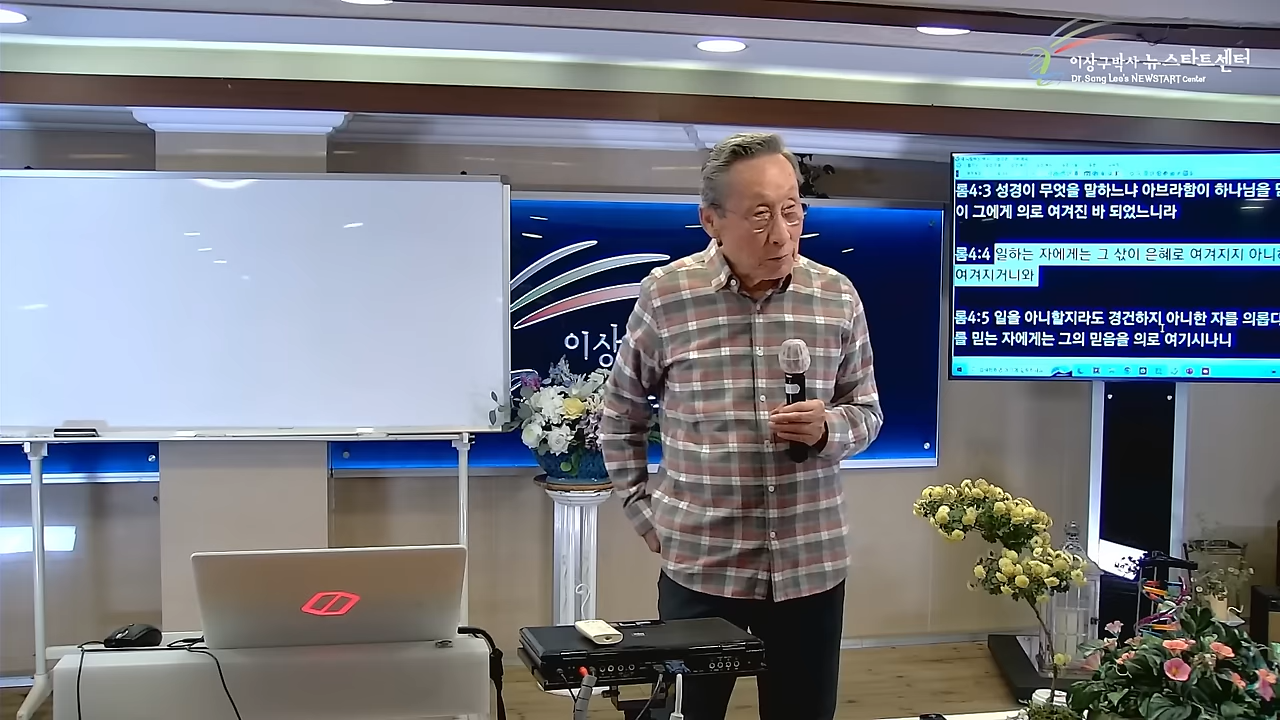 이상구박사 뉴스타트센터
Dr. Sang Lee's NEWSTART Center
롬4:3 성경이 무엇을 말하느냐 아브라함이 하나님을
이 그에게 의로 여겨진 바 되었느니라
롬4:4 일하는 자에게는 그 삯이 은혜로 여겨지지 아니
여겨지거니와
롬4:5 일을 아니할지라도 경건하지 아니한 자를 의롭다
를 믿는 자에게는 그의 믿음을 의로 여기시나니
이상